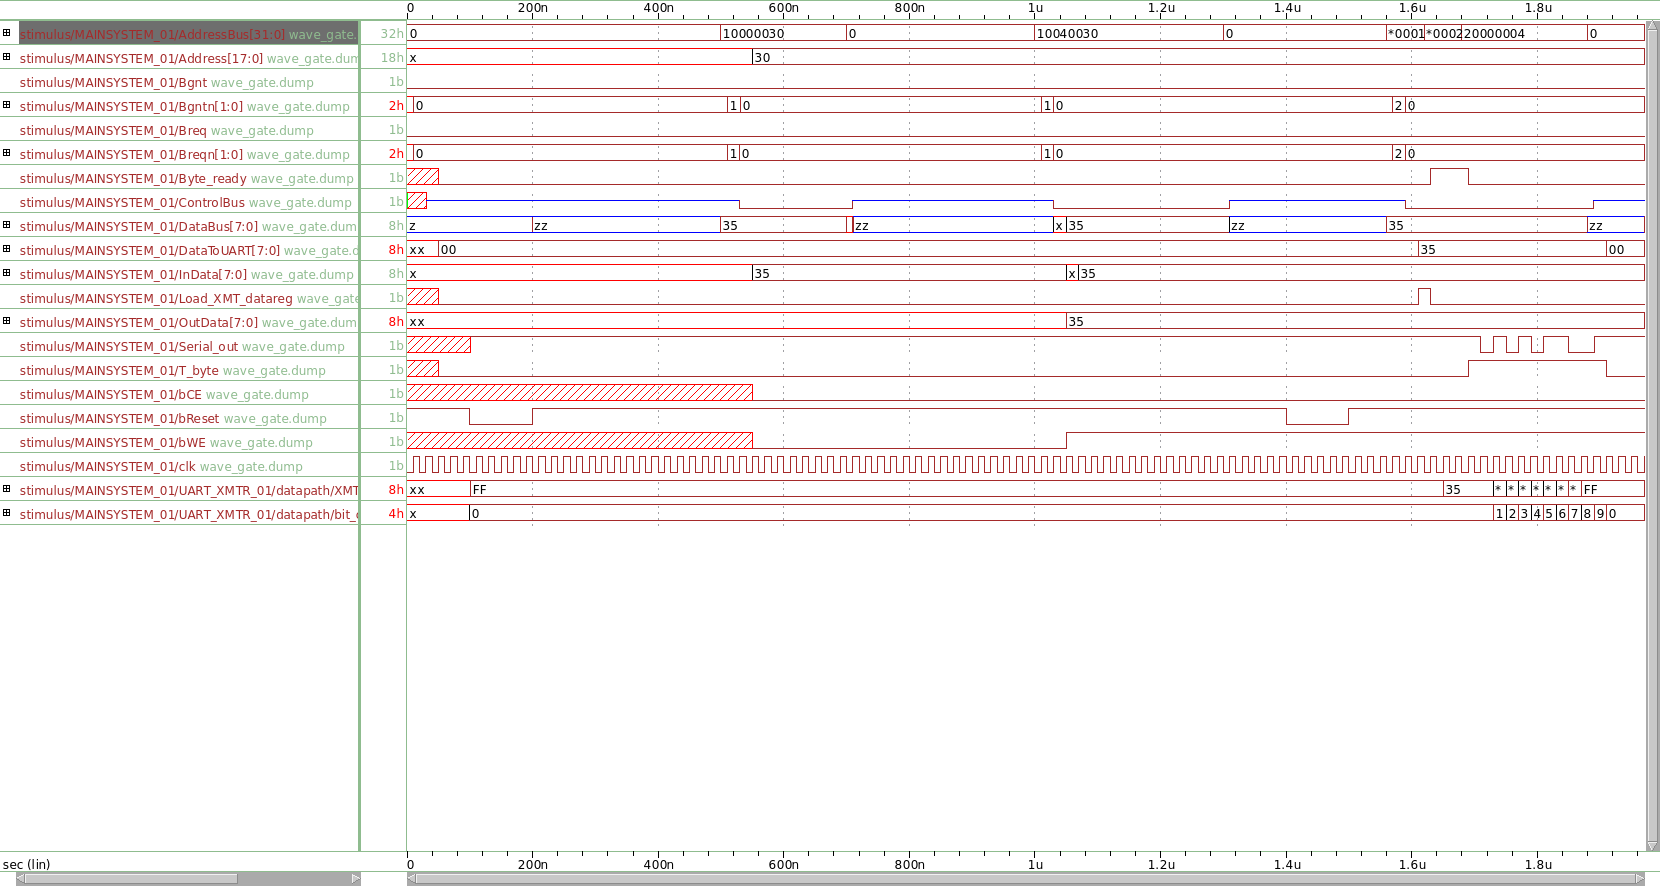 0 200n 400n 600n 800n 1u 1.2u 1.4u 1.6u 1.8u
stimulus/MAINSYSTEM_01/AddressBus[31:0] wave_gate. 32h 0 10000030 0 10040030 0 *0001 *0002 20000004 0
stimulus/MAINSYSTEM_01/Address[17:0] wave_gate.dum 18h x 30
stimulus/MAINSYSTEM_01/Bgnt wave_gate.dump 1b
stimulus/MAINSYSTEM_01/Bgntn[1:0] wave_gate.dump 2h 0 1 0 1 0 2 0
stimulus/MAINSYSTEM_01/Breq wave_gate.dump 1b
stimulus/MAINSYSTEM_01/Breqn[1:0] wave_gate.dump 2h 0 1 0 1 0 2 0
stimulus/MAINSYSTEM_01/Byte_ready wave_gate.dump 1b
stimulus/MAINSYSTEM_01/ControlBus wave_gate.dump 1b
stimulus/MAINSYSTEM_01/DataBus[7:0] wave_gate.dum 8h z zz 35 zz x 35 zz 35 zz
stimulus/MAINSYSTEM_01/DataToUART[7:0] wave_gate.d 8h xx 00 35 00
stimulus/MAINSYSTEM_01/InData[7:0] wave_gate.dump 8h x 35 x 35
stimulus/MAINSYSTEM_01/Load_XMT_datareg wave_gate 1b
stimulus/MAINSYSTEM_01/OutData[7:0] wave_gate.dum 8h xx 35
stimulus/MAINSYSTEM_01/Serial_out wave_gate.dump 1b
stimulus/MAINSYSTEM_01/T_byte wave_gate.dump 1b
stimulus/MAINSYSTEM_01/bCE wave_gate.dump 1b
stimulus/MAINSYSTEM_01/bReset wave_gate.dump 1b
stimulus/MAINSYSTEM_01/bWE wave_gate.dump 1b
stimulus/MAINSYSTEM_01/clk wave_gate.dump 1b
stimulus/MAINSYSTEM_01/UART_XMTR_01/datapath/XMT 8h xx FF 35 * * * * * * * FF
stimulus/MAINSYSTEM_01/UART_XMTR_01/datapath/bit_c 4h x 0 1 2 3 4 5 6 7 8 9 0
sec (lin) 0 200n 400n 600n 800n 1u 1.2u 1.4u 1.6u 1.8u